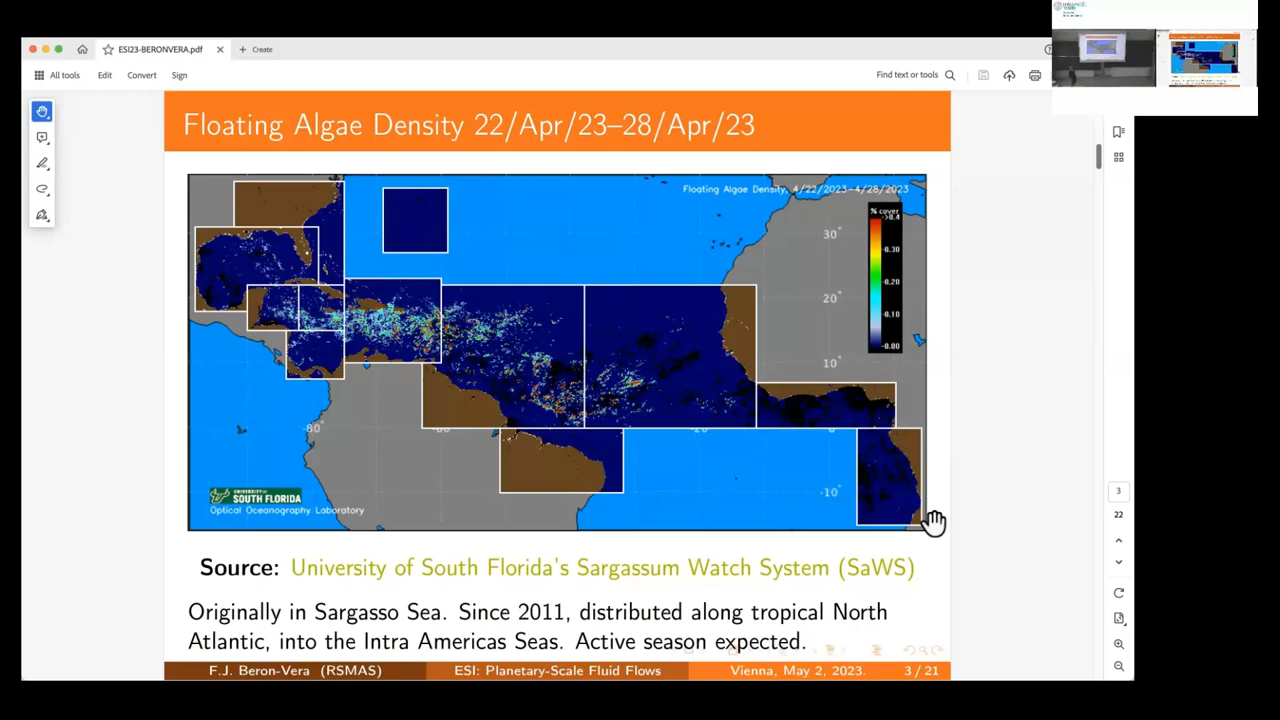 ESI23-BERONVERA.pdf
Create
All tools
Edit
Convert
Sign
Find text or tools
Floating Algae Density 22/Apr/23–28/Apr/23
Floating Algae Density, 4/22/2023-4/28/2023
% cover
>0.4
0.30
0.20
0.10
0.00
30°
20°
10°
-10°
-80°
UNIVERSITY of
SOUTH FLORIDA
Optical Oceanography Laboratory
Source: University of South Florida's Sargassum Watch System (SaWS)
Originally in Sargasso Sea. Since 2011, distributed along tropical North
Atlantic, into the Intra Americas Seas. Active season expected.
F.J. Beron-Vera (RSMAS)
ESI: Planetary-Scale Fluid Flows
Vienna, May 2, 2023.
3 / 21
3
22